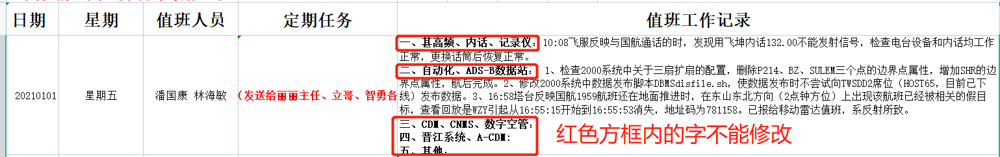 日期 星期 值班人员 定期任务 值班工作记录
20210101 星期五 潘国康 林海敏 (发送给丽丽主任、立哥、智勇各
一、甚高频、内话、记录仪：10:08飞服反映与国航通话的时，发现用飞坤内话132.00不能发射信号，检查电台设备和内话均工作
正常，更换话筒后恢复正常。
二、自动化、ADS-B数据站： 1、检查2000系统中关于三扇扩扇的配置，删除P214、BZ、SULEM三个点的边界点属性，增加SHR的边
界点属性，航后完成。2、修改2000系统中数据发布脚本DBMSdisfile.sh，使数据发布时不尝试向TWSDD2席位（HOST65，目前已下
线）发布数据。3、16:58塔台反映国航1959航班还在地面推进时，在东山东北方向（2点钟方位）上出现该航班已经被相关的假目
标，查看回放是WZY引起从16:55:15开始到16:55:53消失，地址码为781158。已报给移动雷达值班，系反射所致。
三、CDM、CNMS、数字空管：
四、晋江系统、A-CDM:
五、其他：
红色方框内的字不能修改